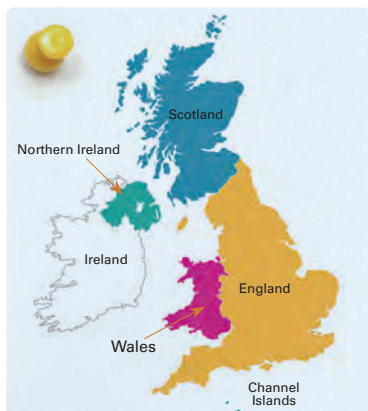 Scotland
Northern Ireland
Ireland
England
Wales
Channel
Islands